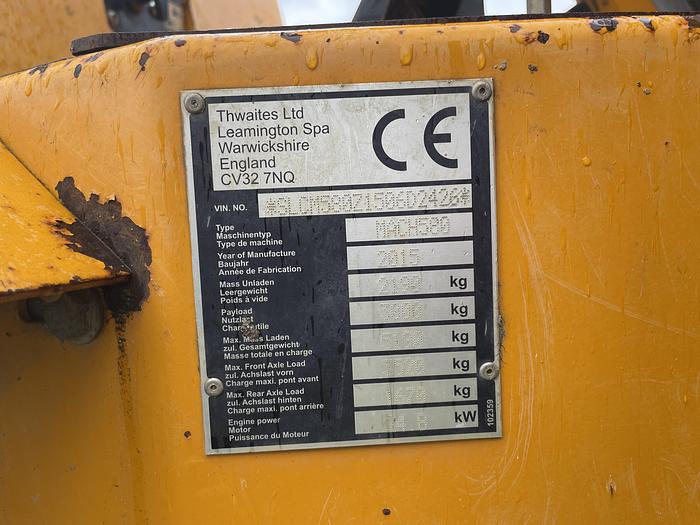 Thwaites Ltd
Leamington Spa
Warwickshire
England
CV32 7NQ
CE
VIN. NO.
Type MACH580
Maschinentyp
Type de machine
Year of Manufacture 2015
Baujahr
Année de Fabrication
Mass Unladen kg
Leergewicht
Poids à vide
Payload kg
Nutzlast
Max. Mass Laden kg
zul. Gesamtgewicht
Masse totale en charge
Max. Front Axle Load kg
zul. Achslast vorn
Charge maxi. pont avant
Max. Rear Axle Load kg
zul. Achslast hinten
Charge maxi. pont arrière
Engine power kW
Motor
Puissance du Moteur
102359